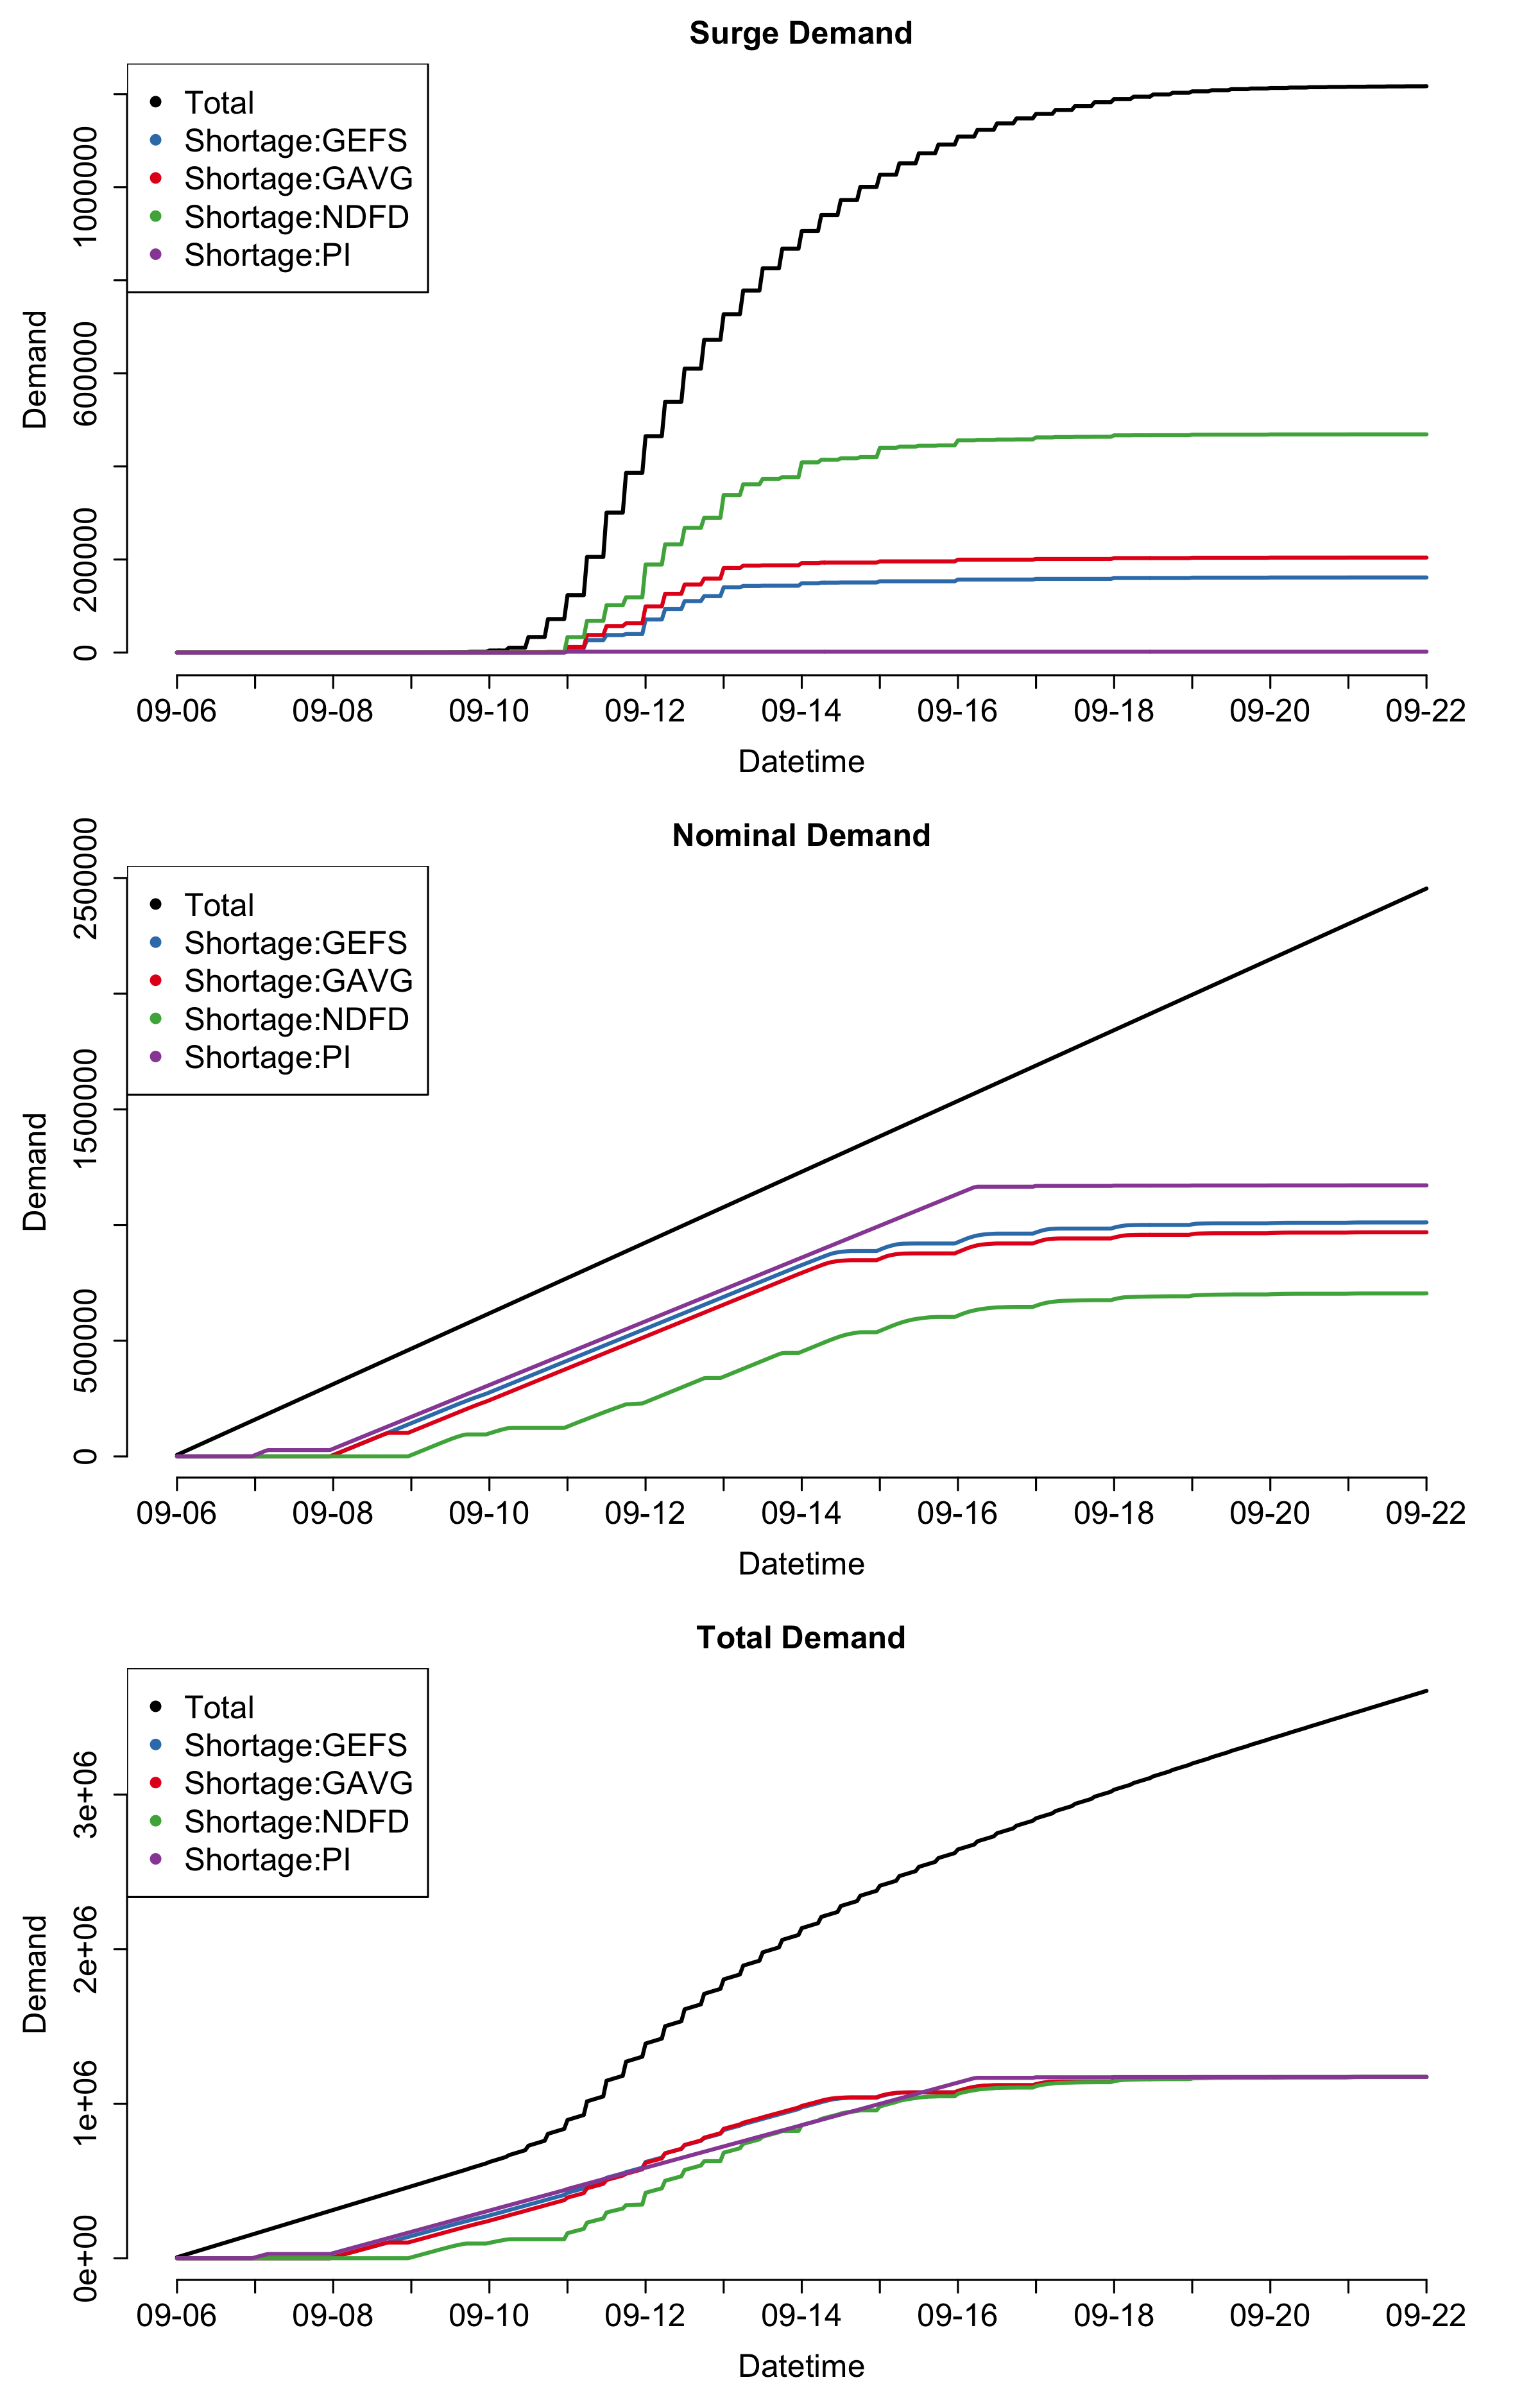 Surge Demand
Total
Shortage:GEFS
Shortage:GAVG
Shortage:NDFD
Shortage:PI
Demand
0
200000
600000
1000000
09-06 09-08 09-10 09-12 09-14 09-16 09-18 09-20 09-22
Datetime
Nominal Demand
Total
Shortage:GEFS
Shortage:GAVG
Shortage:NDFD
Shortage:PI
Demand
0
500000
1500000
2500000
09-06 09-08 09-10 09-12 09-14 09-16 09-18 09-20 09-22
Datetime
Total Demand
Total
Shortage:GEFS
Shortage:GAVG
Shortage:NDFD
Shortage:PI
Demand
0e+00
1e+06
2e+06
3e+06
09-06 09-08 09-10 09-12 09-14 09-16 09-18 09-20 09-22
Datetime